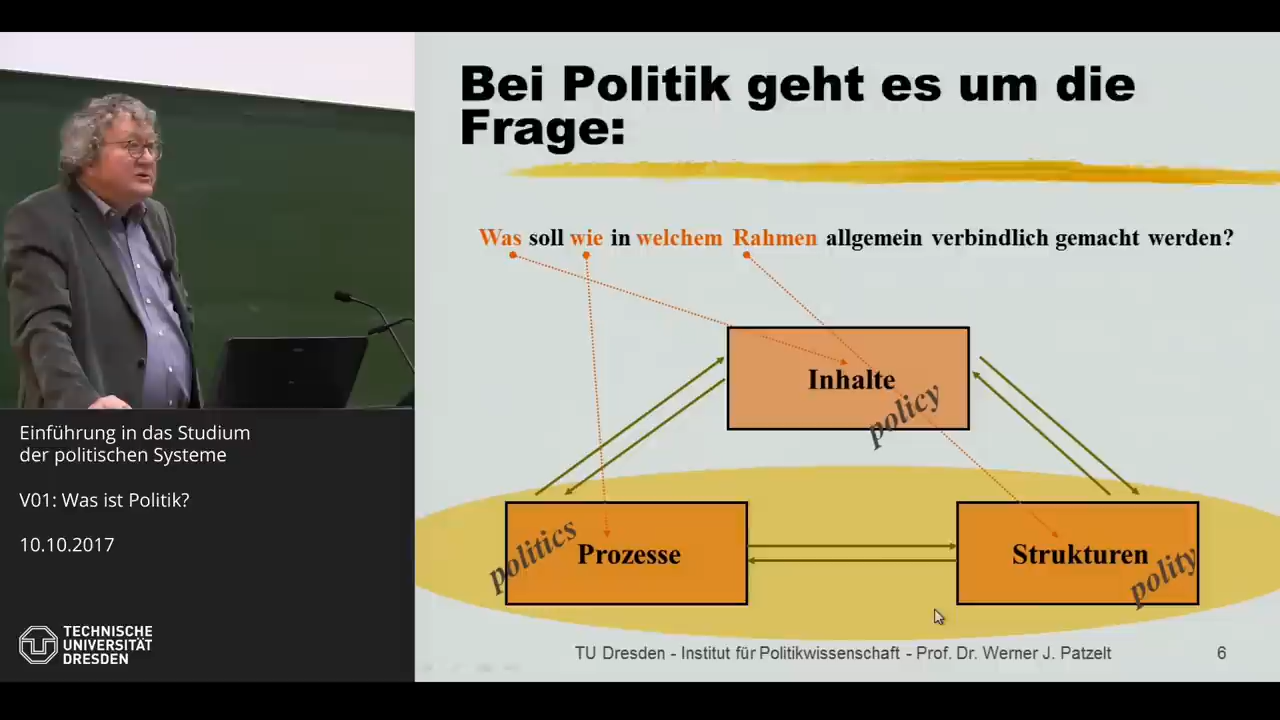 Bei Politik geht es um die
Frage:
Was soll wie in welchem Rahmen allgemein verbindlich gemacht werden?
Inhalte
policy
politics
Prozesse
Strukturen
polity
TU Dresden - Institut für Politikwissenschaft - Prof. Dr. Werner J. Patzelt
6
Einführung in das Studium
der politischen Systeme
V01: Was ist Politik?
10.10.2017
TECHNISCHE
UNIVERSITÄT
DRESDEN